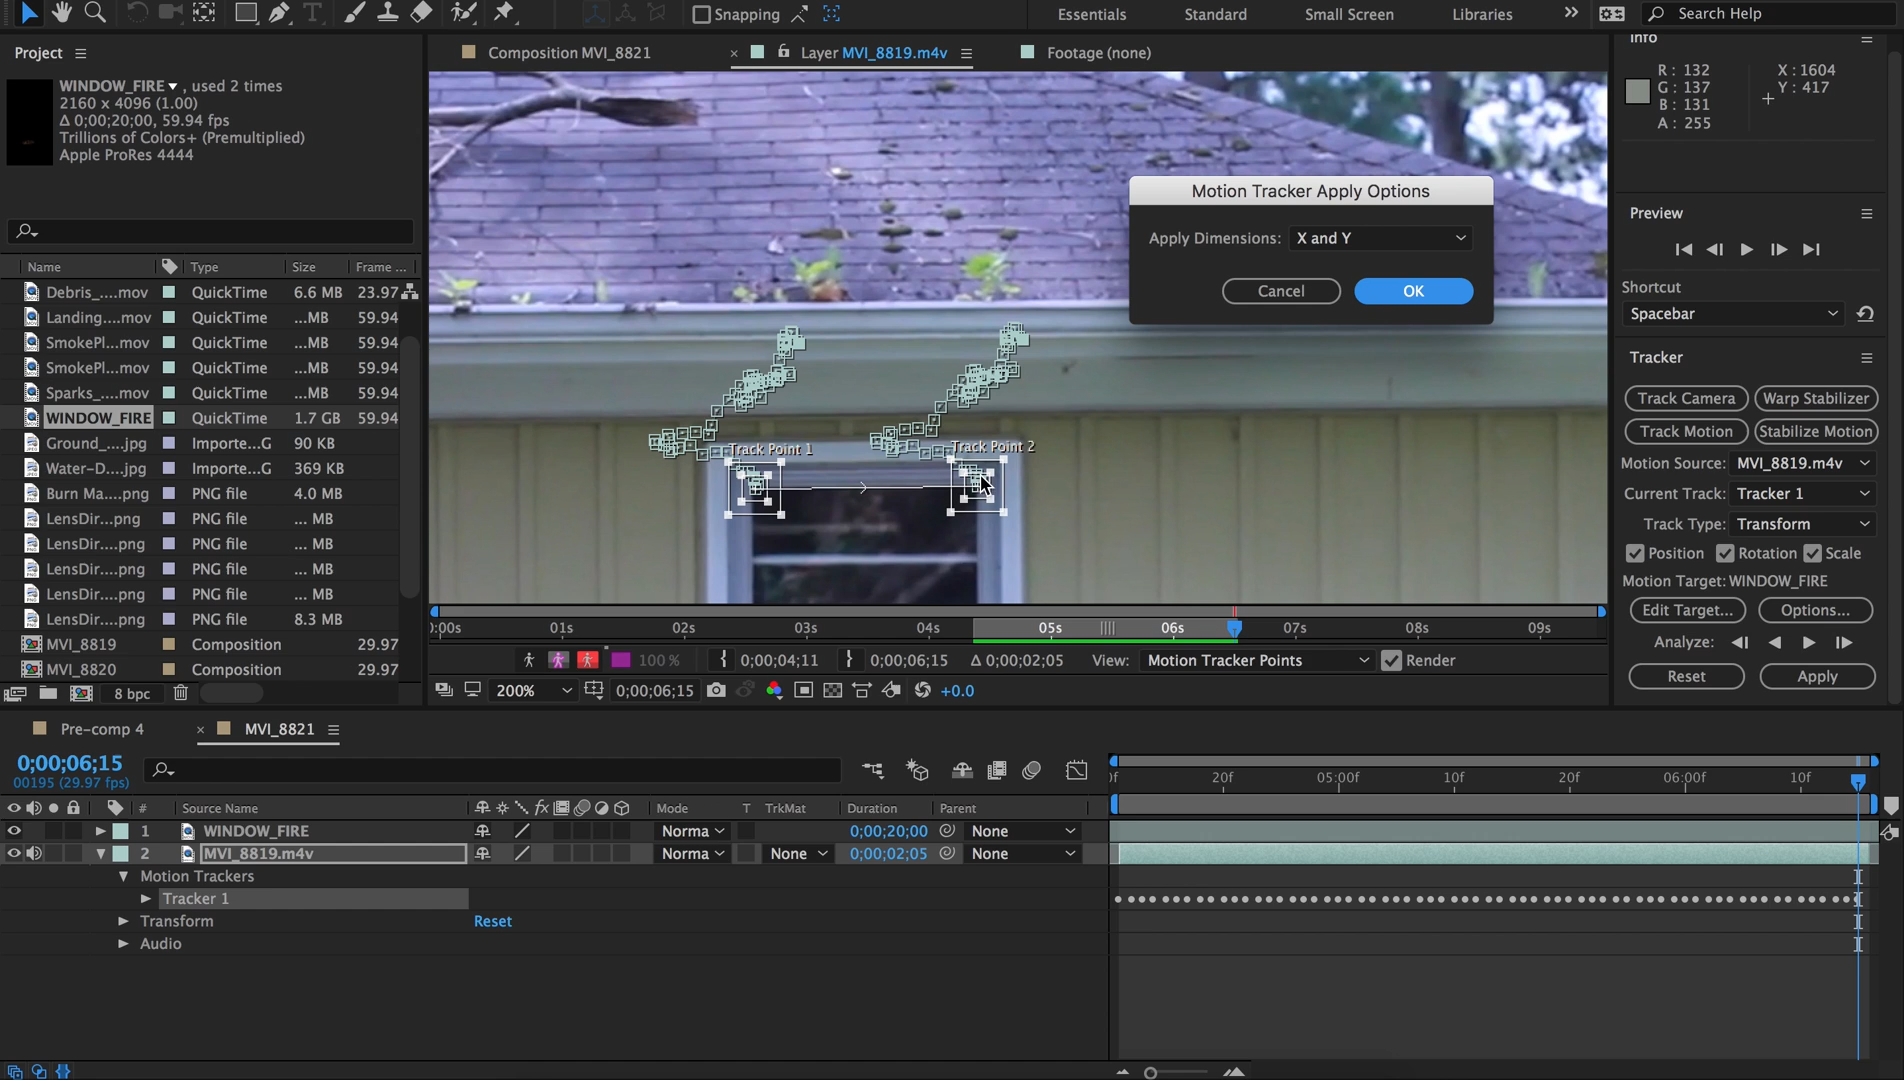 Snapping
Essentials
Standard
Small Screen
Libraries
Search Help
Project
Composition MVI_8821
Layer MVI_8819.m4v
Footage (none)
Info
WINDOW_FIRE , used 2 times
2160 x 4096 (1.00)
Δ 0;00;20;00, 59.94 fps
Trillions of Colors+ (Premultiplied)
Apple ProRes 4444
R : 132
G : 137
B : 131
A : 255
X : 1604
Y : 417
Motion Tracker Apply Options
Apply Dimensions: X and Y
Cancel
OK
Preview
Shortcut
Spacebar
Name Type Size Frame ...
Debris_....mov QuickTime 6.6 MB 23.97
Landing....mov QuickTime ...MB 59.94
SmokePl...mov QuickTime ...MB 59.94
SmokePl...mov QuickTime ...MB 59.94
Sparks_....mov QuickTime ...MB 59.94
WINDOW_FIRE QuickTime 1.7 GB 59.94
Ground_....jpg Importe...G 90 KB
Water-D....jpg Importe...G 369 KB
Burn Ma....png PNG file 4.0 MB
LensDir....png PNG file ... MB
LensDir....png PNG file ... MB
LensDir....png PNG file ... MB
LensDir....png PNG file ... MB
LensDir....png PNG file 8.3 MB
MVI_8819 Composition 29.97
MVI_8820 Composition 29.97
8 bpc
Track Point 1
Track Point 2
Tracker
Track Camera
Warp Stabilizer
Track Motion
Stabilize Motion
Motion Source: MVI_8819.m4v
Current Track: Tracker 1
Track Type: Transform
Position Rotation Scale
Motion Target: WINDOW_FIRE
Edit Target...
Options...
Analyze:
Reset
Apply
):00s 01s 02s 03s 04s 05s 06s 07s 08s 09s
100 % 0;00;04;11 0;00;06;15 Δ 0;00;02;05 View: Motion Tracker Points Render
200% 0;00;06;15 +0.0
Pre-comp 4
MVI_8821
0;00;06;15
00195 (29.97 fps)
20f 05:00f 10f 20f 06:00f 10f
# Source Name fx Mode T TrkMat Duration Parent
1 WINDOW_FIRE Norma 0;00;20;00 None
2 MVI_8819.m4v Norma None 0;00;02;05 None
Motion Trackers
Tracker 1
Transform Reset
Audio